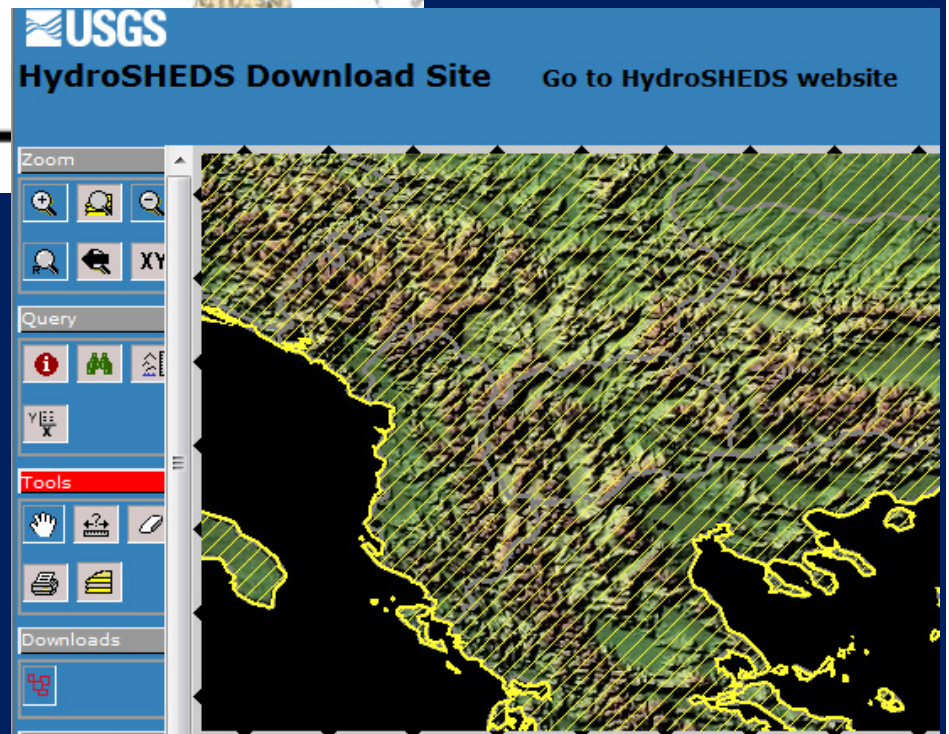 USGS
HydroSHEDS Download Site Go to HydroSHEDS website
Zoom
R
XY
Query
i
Y
X
Tools
?
Downloads